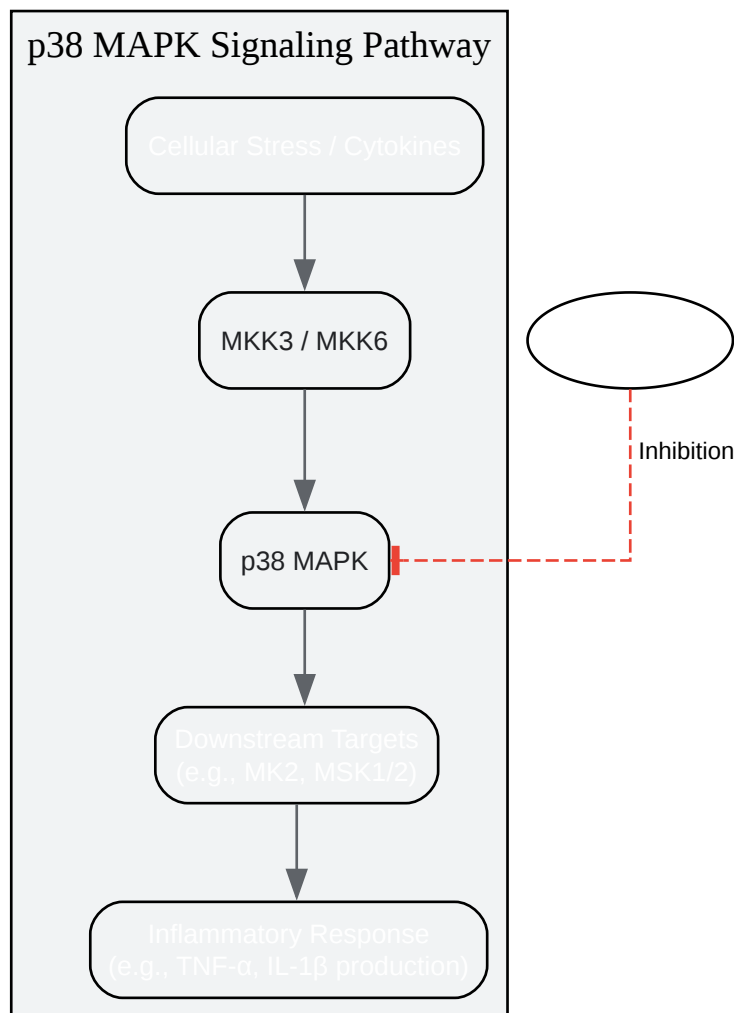 p38 MAPK Signaling Pathway
Cellular Stress / Cytokines
MKK3 / MKK6
Inhibition
p38 MAPK
Downstream Targets
(e.g., MK2, MSK1/2)
Inflammatory Response
(e.g., TNF-α, IL-1β production)